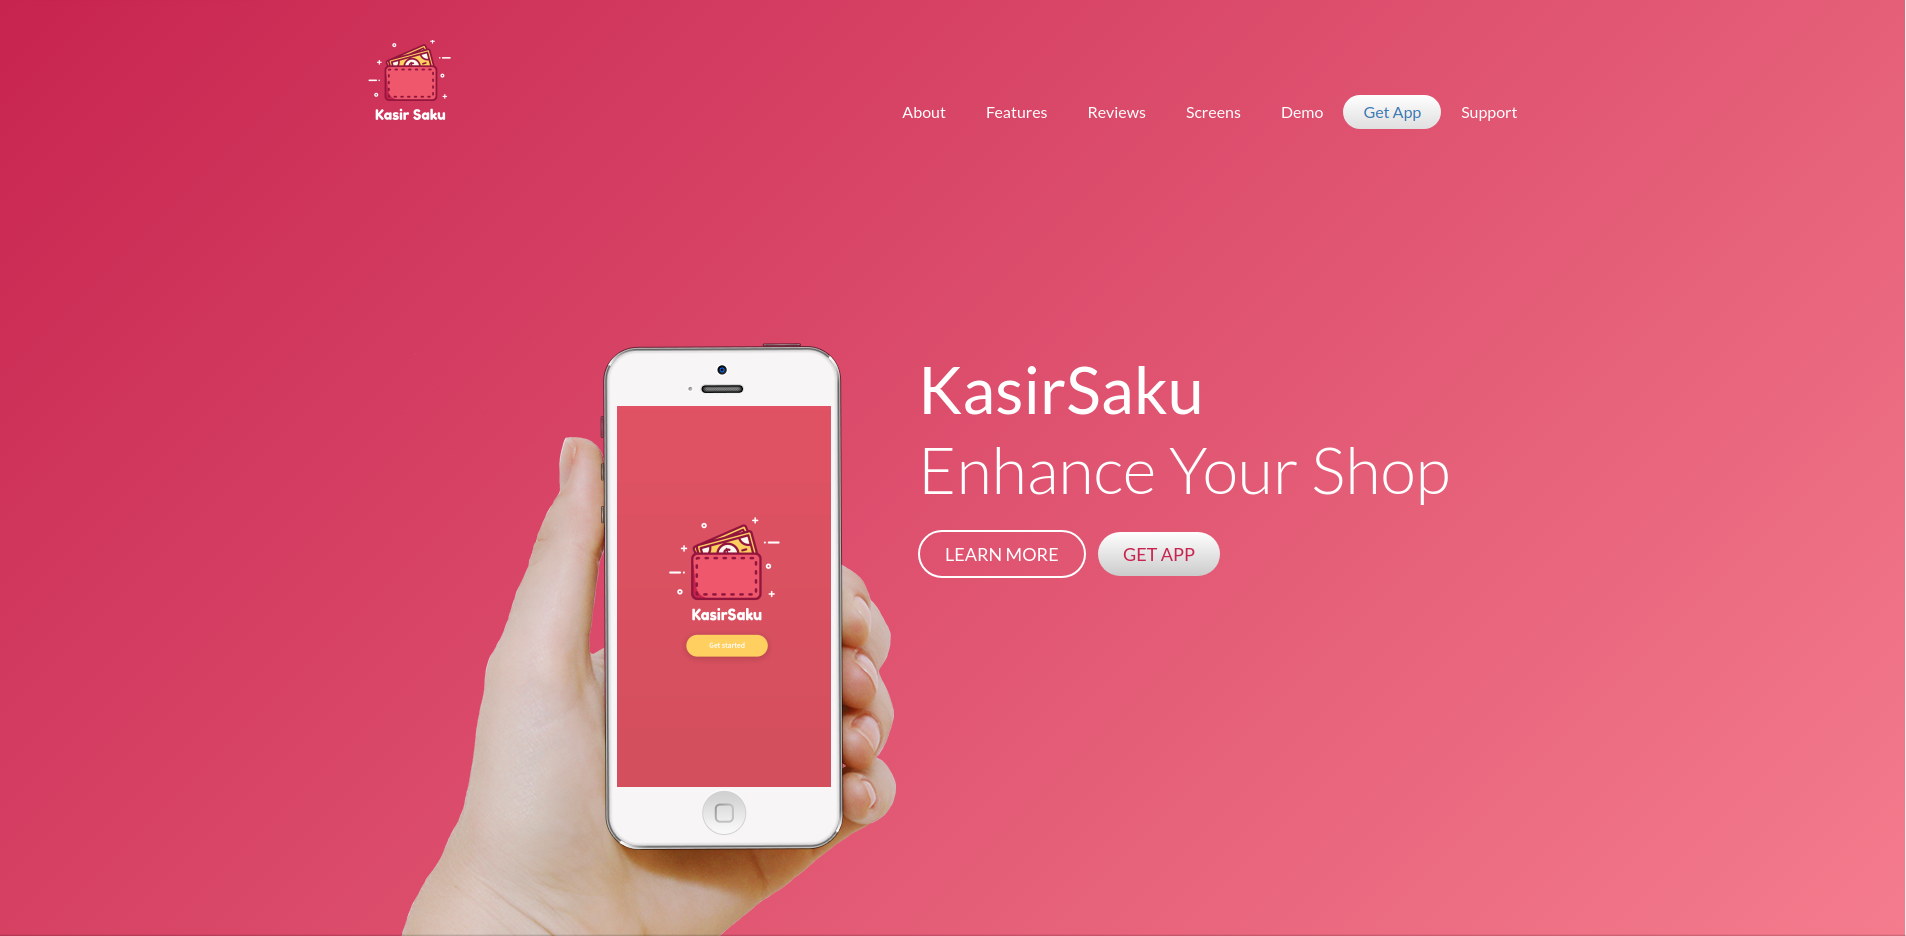 Kasir Saku
About Features Reviews Screens Demo Get App Support
KasirSaku
Enhance Your Shop
LEARN MORE GET APP
KasirSaku
Get started